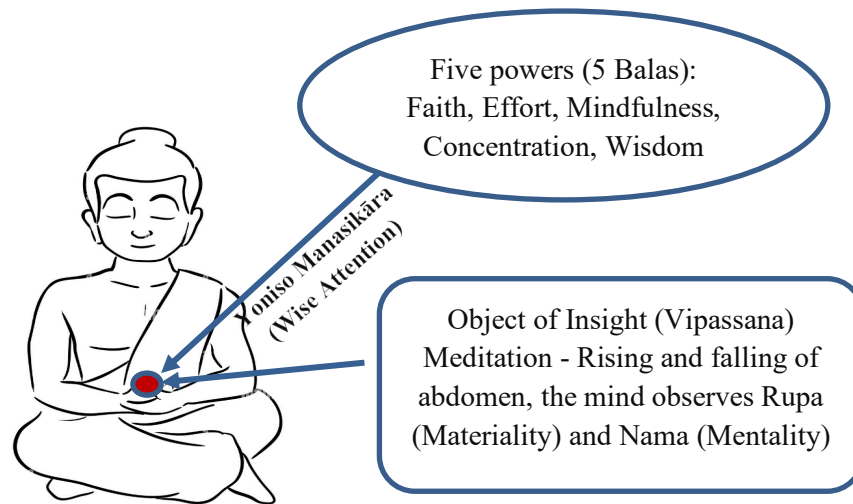 Five powers (5 Balas):
Faith, Effort, Mindfulness,
Concentration, Wisdom
Yoniso Manasikāra
(Wise Attention)
Object of Insight (Vipassana)
Meditation - Rising and falling of
abdomen, the mind observes Rupa
(Materiality) and Nama (Mentality)